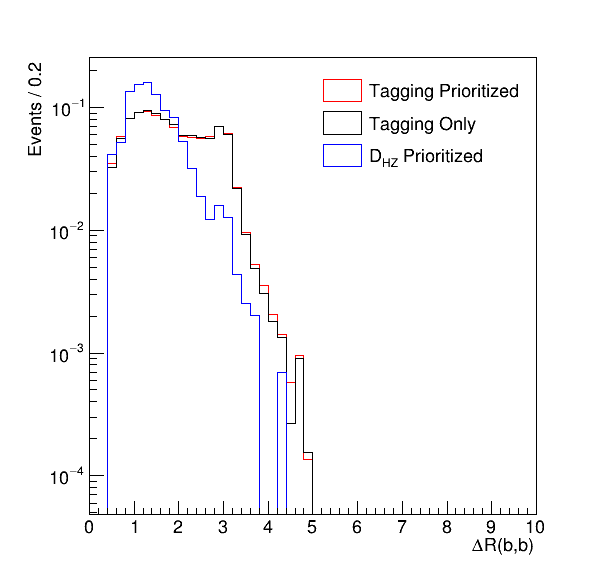 Events / 0.2
10⁻¹
10⁻²
10⁻³
10⁻⁴
Tagging Prioritized
Tagging Only
D_HZ Prioritized
0 1 2 3 4 5 6 7 8 9 10
ΔR(b,b)